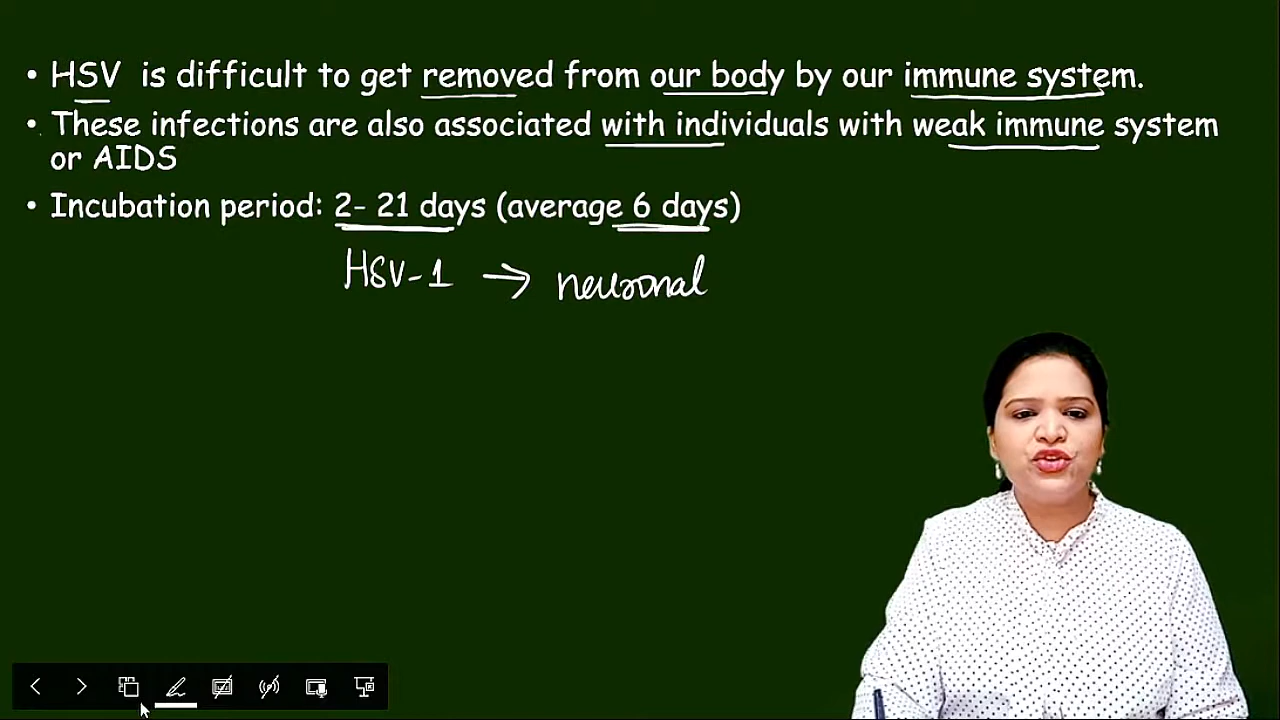 • HSV is difficult to get removed from our body by our immune system.
• These infections are also associated with individuals with weak immune system
or AIDS
• Incubation period: 2- 21 days (average 6 days)
HSV-1 → neuronal